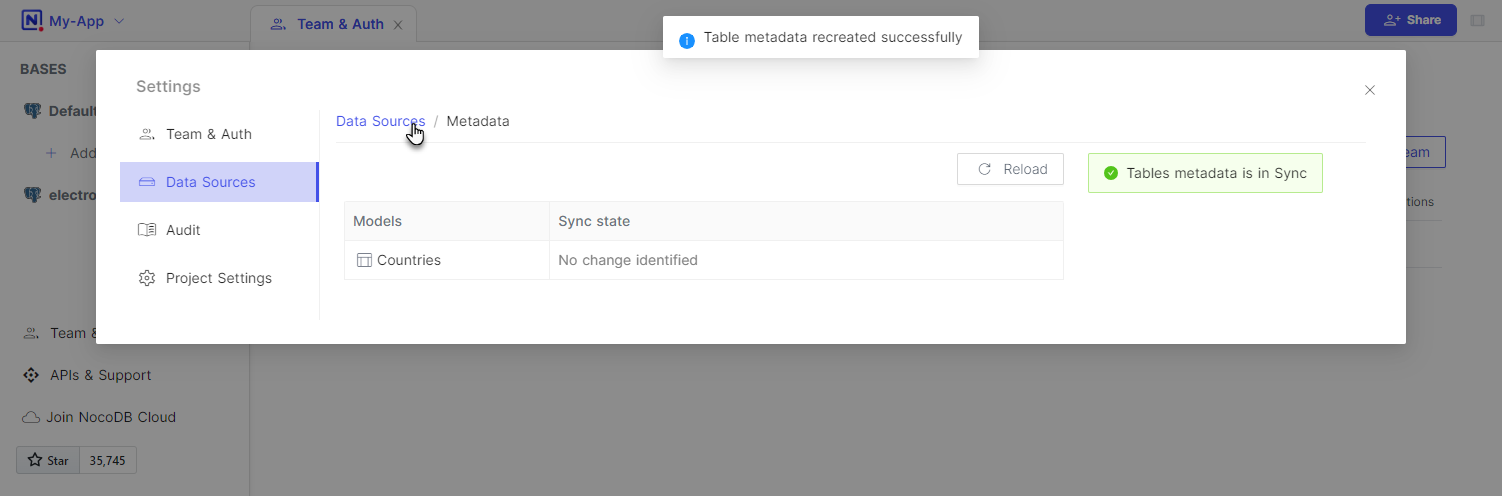 My-App
Team & Auth
Table metadata recreated successfully
Share
BASES
Default
Add
electro
Settings
Team & Auth
Data Sources
Audit
Project Settings
Data Sources / Metadata
Reload
Tables metadata is in Sync
Models
Sync state
Countries
No change identified
Team &
APIs & Support
Join NocoDB Cloud
Star
35,745